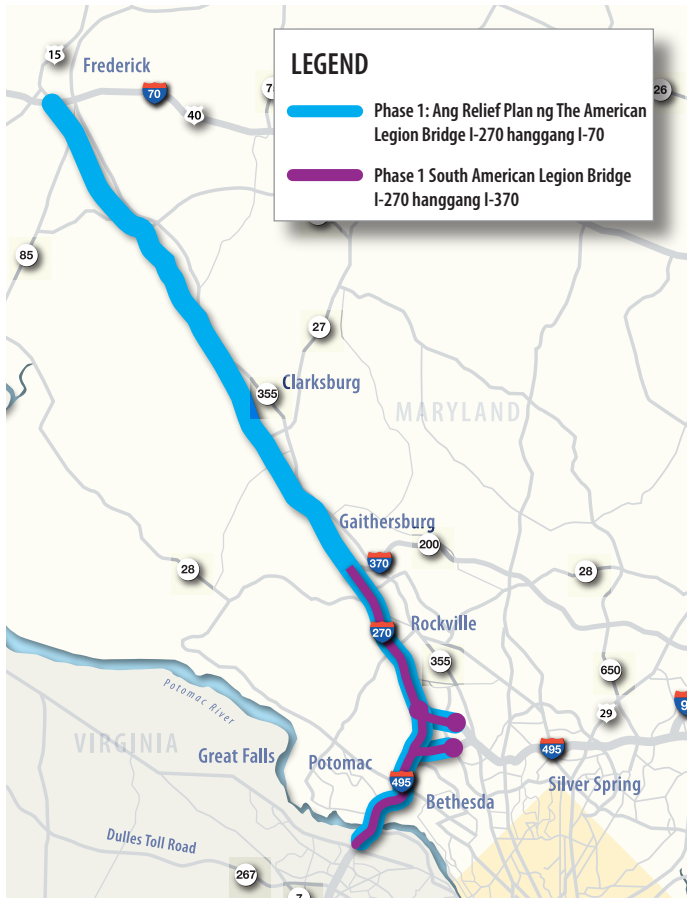 15
Frederick
70
40
LEGEND
Phase 1: Ang Relief Plan ng The American
Legion Bridge I-270 hanggang I-70
Phase 1 South American Legion Bridge
I-270 hanggang I-370
26
85
27
355
Clarksburg
MARYLAND
Gaithersburg
200
370
28
28
270
Rockville
355
650
29
Potomac River
VIRGINIA
Great Falls
Potomac
495
495
Bethesda
Silver Spring
Dulles Toll Road
267
7